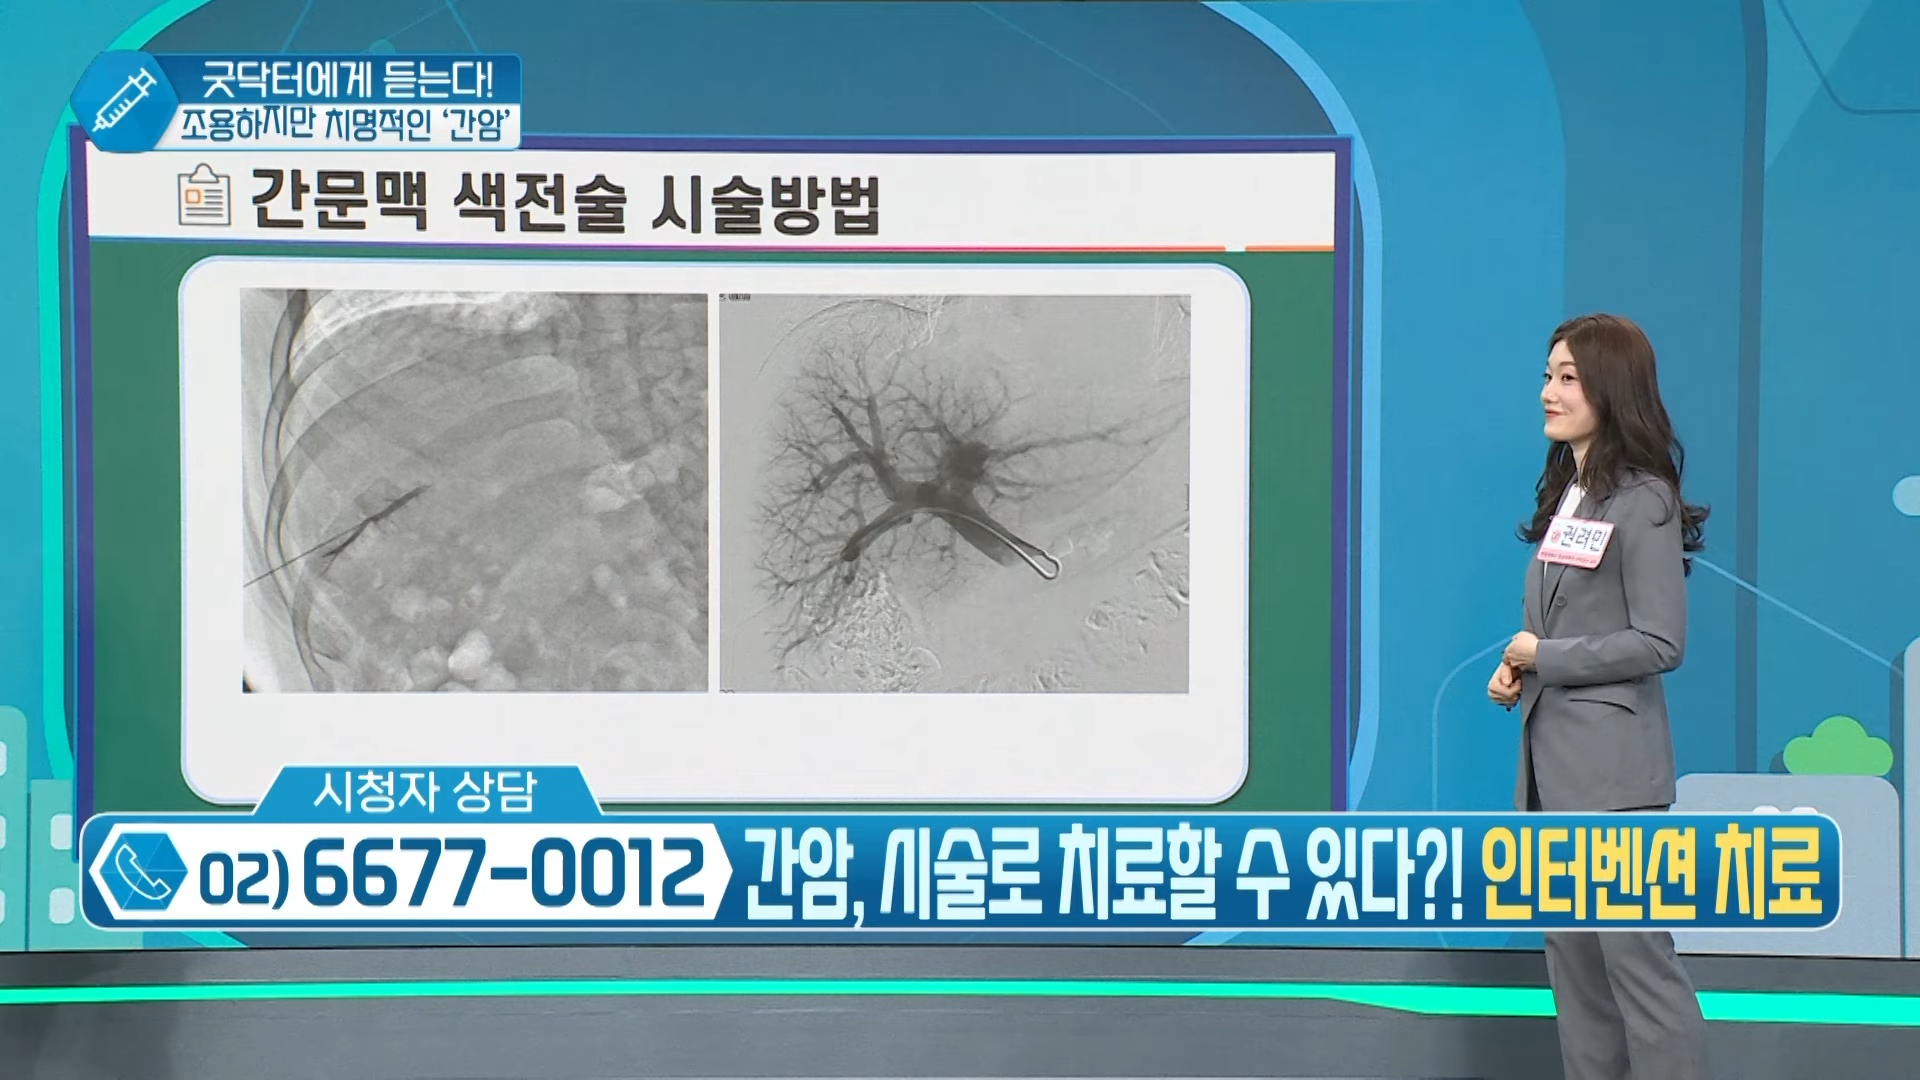 굿닥터에게 듣는다!
조용하지만 치명적인 '간암'
간문맥 색전술 시술방법
권려민
시청자 상담
02) 6677-0012
간암, 시술로 치료할 수 있다?! 인터벤션 치료